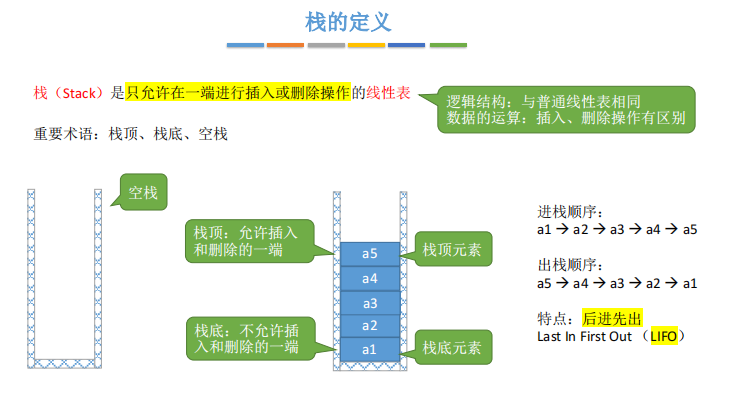 栈的定义
栈（Stack）是只允许在一端进行插入或删除操作的线性表
逻辑结构：与普通线性表相同
数据的运算：插入、删除操作有区别
重要术语：栈顶、栈底、空栈
空栈
栈顶：允许插入
和删除的一端
a5
a4
a3
a2
a1
栈顶元素
栈底：不允许插
入和删除的一端
栈底元素
进栈顺序：
a1 → a2 → a3 → a4 → a5
出栈顺序：
a5 → a4 → a3 → a2 → a1
特点：后进先出
Last In First Out （LIFO）